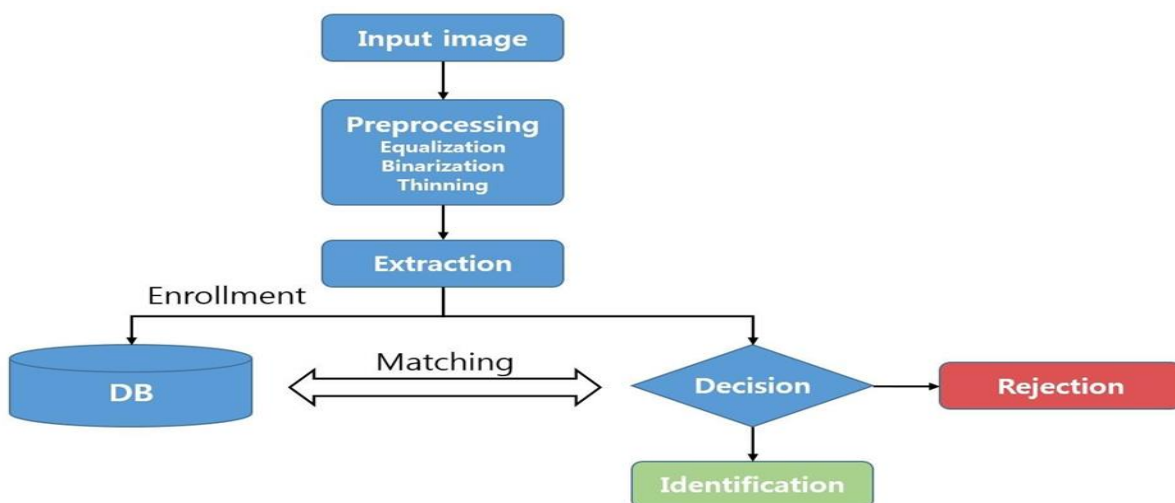 Input image
Preprocessing
Equalization
Binarization
Thinning
Extraction
Enrollment
DB
Matching
Decision
Rejection
Identification